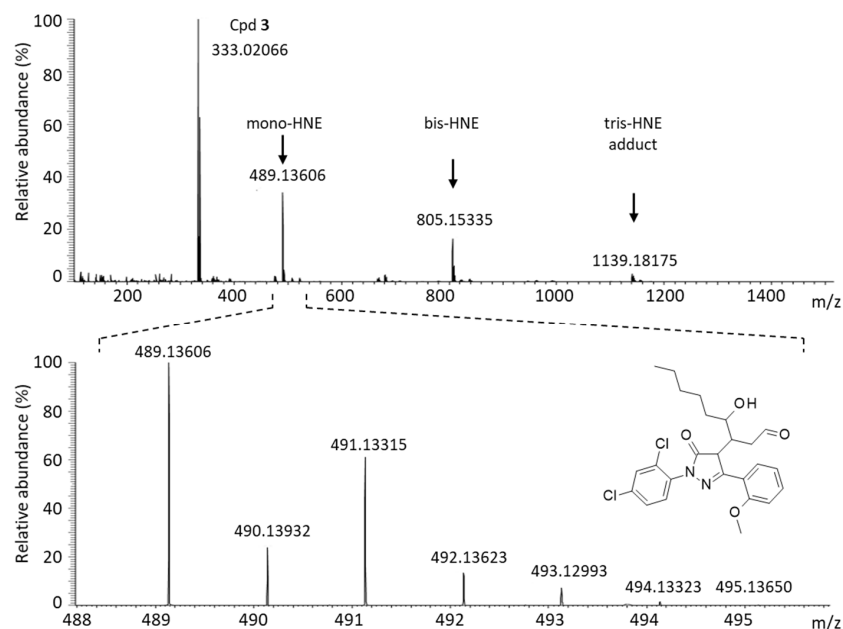 Relative abundance (%)
100
80
60
40
20
0
Cpd 3
333.02066
mono-HNE
489.13606
bis-HNE
805.15335
tris-HNE
adduct
1139.18175
200 400 600 800 1000 1200 1400 m/z
Relative abundance (%)
100
80
60
40
20
0
489.13606
490.13932
491.13315
492.13623
493.12993
494.13323 495.13650
488 489 490 491 492 493 494 495 m/z
OH
O
O
Cl
N
N
Cl
O